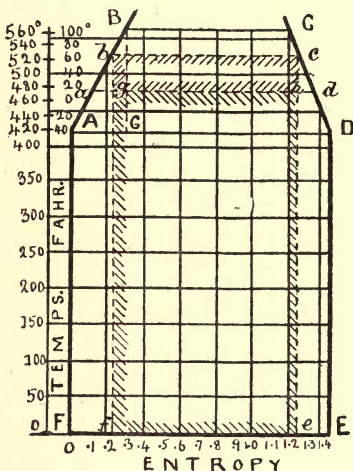 B C
560° 100°
540 80
520 60 b c
500 40
480 20 a g h d
460 0
440 20 A G D
420 40
400
350
300
250
200
150
100
50
0 F f e E
TEMPS. FAHR.
0 .1 .2 .3 .4 .5 .6 .7 .8 .9 1.0 1.1 1.2 1.3 1.4
ENTROPY